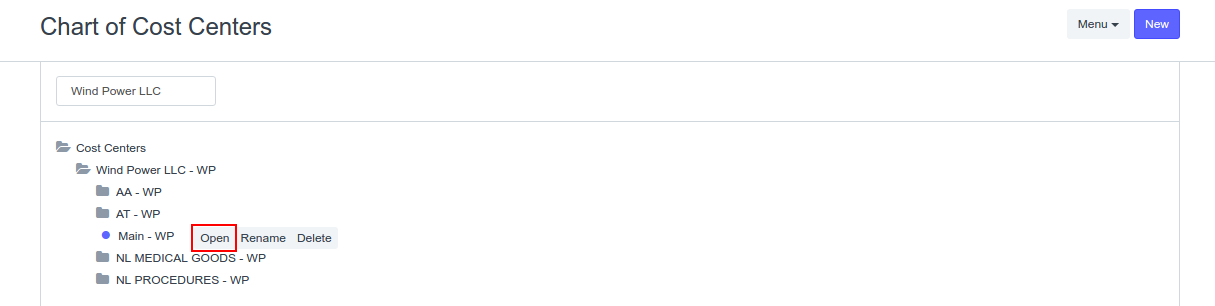 Chart of Cost Centers
Menu
New
Wind Power LLC
Cost Centers
Wind Power LLC - WP
AA - WP
AT - WP
Main - WP Open Rename Delete
NL MEDICAL GOODS - WP
NL PROCEDURES - WP